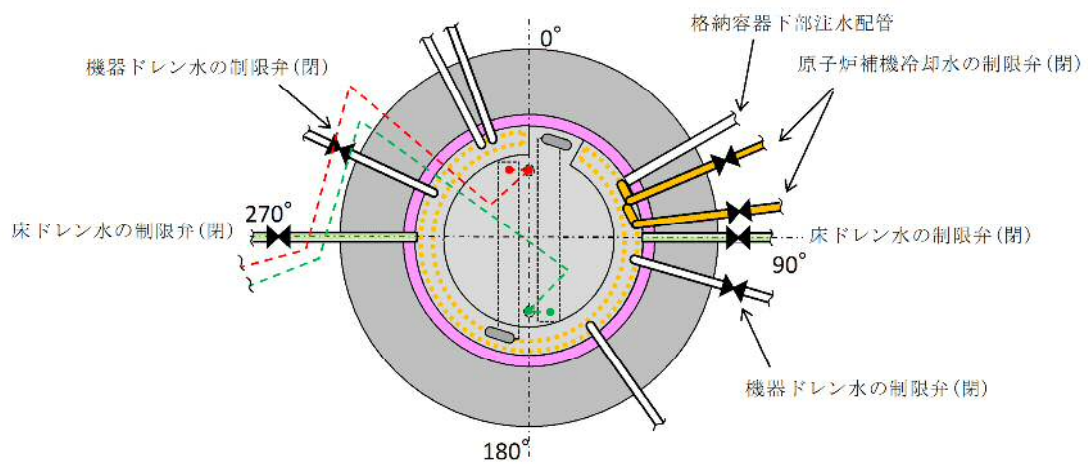 格納容器下部注水配管
0°
原子炉補機冷却水の制限弁(閉)
機器ドレン水の制限弁(閉)
270°
床ドレン水の制限弁(閉)
床ドレン水の制限弁(閉)
90°
機器ドレン水の制限弁(閉)
180°